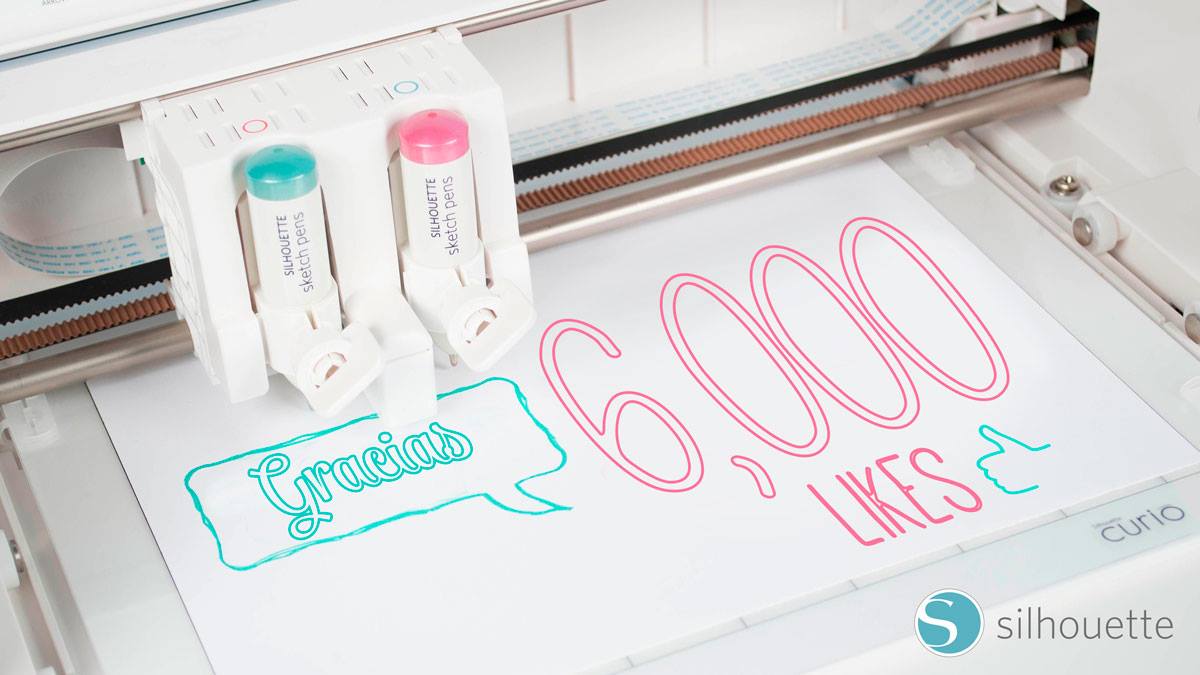 SILHOUETTE
sketch pens
SILHOUETTE
sketch pens
Gracias
6,000
LIKES
silhouette
curio
S silhouette